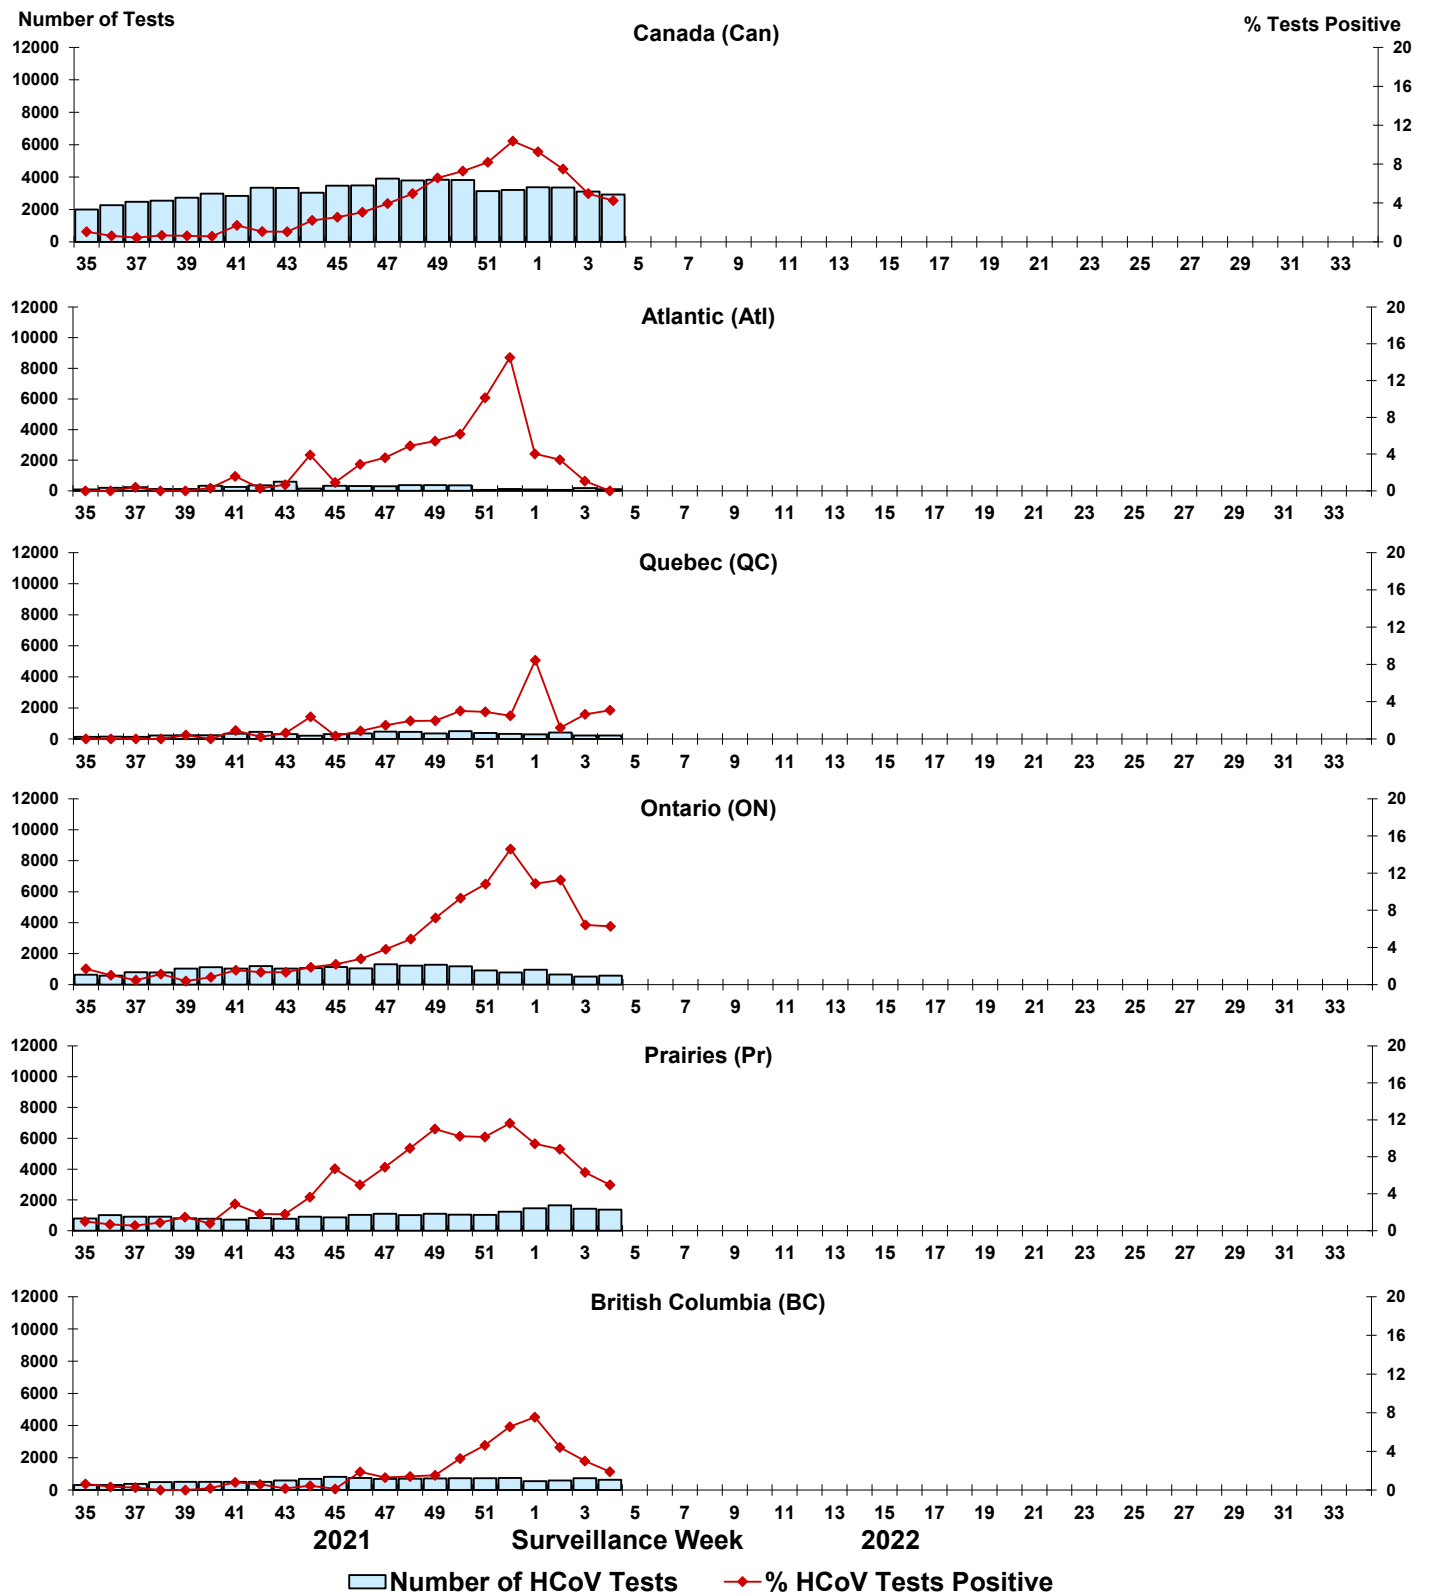 Number of Tests
% Tests Positive
Canada (Can)
12000 20
10000 16
8000 12
6000 8
4000 4
2000 0
0
35 37 39 41 43 45 47 49 51 1 3 5 7 9 11 13 15 17 19 21 23 25 27 29 31 33
Atlantic (Atl)
12000 20
10000 16
8000 12
6000 8
4000 4
2000 0
0
35 37 39 41 43 45 47 49 51 1 3 5 7 9 11 13 15 17 19 21 23 25 27 29 31 33
Quebec (QC)
12000 20
10000 16
8000 12
6000 8
4000 4
2000 0
0
35 37 39 41 43 45 47 49 51 1 3 5 7 9 11 13 15 17 19 21 23 25 27 29 31 33
Ontario (ON)
12000 20
10000 16
8000 12
6000 8
4000 4
2000 0
0
35 37 39 41 43 45 47 49 51 1 3 5 7 9 11 13 15 17 19 21 23 25 27 29 31 33
Prairies (Pr)
12000 20
10000 16
8000 12
6000 8
4000 4
2000 0
0
35 37 39 41 43 45 47 49 51 1 3 5 7 9 11 13 15 17 19 21 23 25 27 29 31 33
British Columbia (BC)
12000 20
10000 16
8000 12
6000 8
4000 4
2000 0
0
35 37 39 41 43 45 47 49 51 1 3 5 7 9 11 13 15 17 19 21 23 25 27 29 31 33
2021 Surveillance Week 2022
Number of HCoV Tests % HCoV Tests Positive